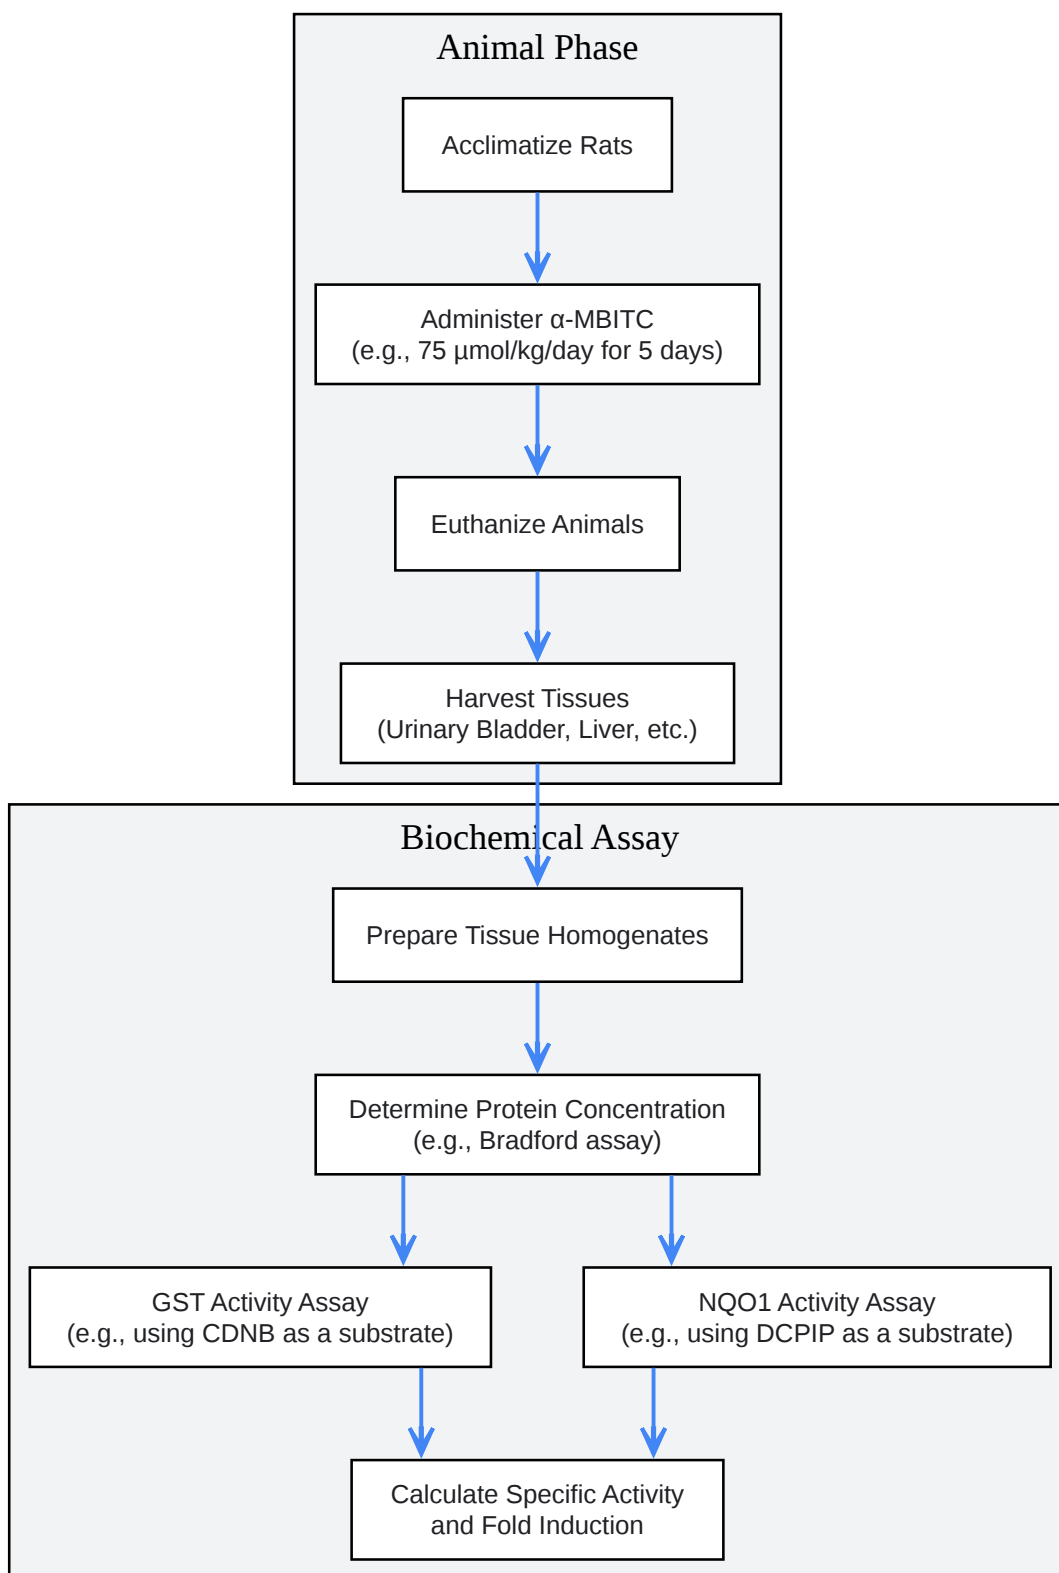 Animal Phase
Acclimatize Rats
Administer α-MBITC
(e.g., 75 µmol/kg/day for 5 days)
Euthanize Animals
Harvest Tissues
(Urinary Bladder, Liver, etc.)
Biochemical Assay
Prepare Tissue Homogenates
Determine Protein Concentration
(e.g., Bradford assay)
GST Activity Assay
(e.g., using CDNB as a substrate)
NQO1 Activity Assay
(e.g., using DCPIP as a substrate)
Calculate Specific Activity
and Fold Induction